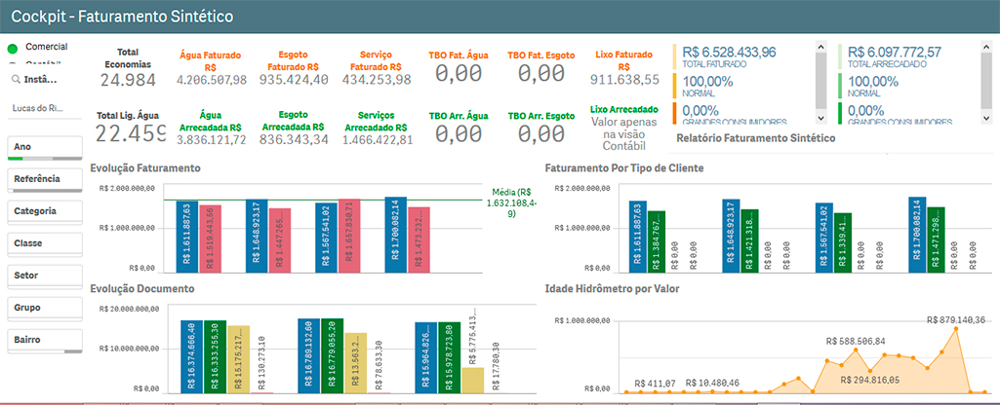 Cockpit - Faturamento Sintético
Comercial
Instâ...
Lucas do Ri...
Ano
Referência
Categoria
Classe
Setor
Grupo
Bairro
Total Economias
24.984
Água Faturado R$
4.206.507,98
Esgoto Faturado R$
935.424,40
Serviço Faturado R$
434.253,98
TBO Fat. Água
0,00
TBO Fat. Esgoto
0,00
Lixo Faturado R$
911.638,55
Total Lig. Água
22.459
Água Arrecadada R$
3.836.121,72
Esgoto Arrecadada R$
836.343,34
Serviços Arrecadado R$
1.466.422,81
TBO Arr. Água
0,00
TBO Arr. Esgoto
0,00
Lixo Arrecadado
Valor apenas
na visão
Contábil
R$ 6.528.433,96
TOTAL FATURADO
100,00%
NORMAL
0,00%
GRANDES CONSUMIDORES
R$ 6.097.772,57
TOTAL ARRECADADO
100,00%
NORMAL
0,00%
GRANDES CONSUMIDORES
Relatório Faturamento Sintético
Evolução Faturamento
R$ 2.000.000,00
R$ 1.000.000,00
R$ 0,00
R$ 1.611.887,63
R$ 1.519.443,56
R$ 1.648.923,17
R$ 1.447.265,...
R$ 1.567.541,02
R$ 1.657.830,71
R$ 1.700.082,14
R$ 1.473.232,...
Média (R$
1.632.108,4-
9)
Faturamento Por Tipo de Cliente
R$ 2.000.000,00
R$ 1.000.000,00
R$ 0,00
R$ 1.611.887,63
R$ 1.384.767,...
R$ 0,00
R$ 0,00
R$ 1.648.923,17
R$ 1.421.318,...
R$ 0,00
R$ 0,00
R$ 1.567.541,02
R$ 1.339.41...
R$ 0,00
R$ 0,00
R$ 1.700.082,14
R$ 1.471.298,...
R$ 0,00
R$ 0,00
Evolução Documento
R$ 20.000.000,00
R$ 10.000.000,00
R$ 0,00
R$ 16.374.666,40
R$ 16.333.255,30
R$ 15.175.217,...
R$ 130.273,10
R$ 16.789.132,60
R$ 16.779.055,20
R$ 13.563.2...
R$ 78.633,30
R$ 15.964.826,...
R$ 15.978.723,80
R$ 5.775.413,...
R$ 17.780,30
Idade Hidrômetro por Valor
R$ 1.000.000,00
R$ 0,00
R$ 411,07
R$ 10.480,46
R$ 588.506,84
R$ 294.816,05
R$ 879.140,36